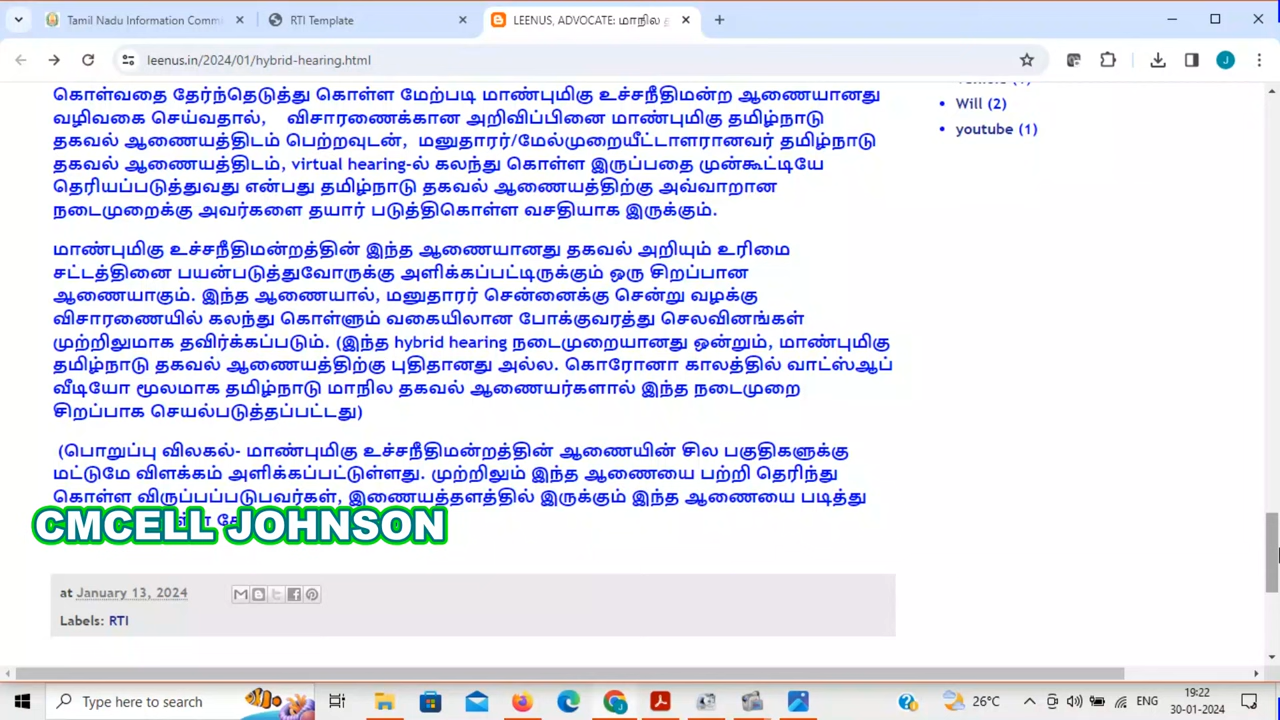 Tamil Nadu Information Comm
RTI Template
LEENUS, ADVOCATE: மாநில த
leenus.in/2024/01/hybrid-hearing.html
J
கொள்வதை தேர்ந்தெடுத்து கொள்ள மேற்படி மாண்புமிகு உச்சநீதிமன்ற ஆணையானது
வழிவகை செய்வதால், விசாரணைக்கான அறிவிப்பினை மாண்புமிகு தமிழ்நாடு
தகவல் ஆணையத்திடம் பெற்றவுடன், மனுதாரர்/மேல்முறையீட்டாளரானவர் தமிழ்நாடு
தகவல் ஆணையத்திடம், virtual hearing-ல் கலந்து கொள்ள இருப்பதை முன்கூட்டியே
தெரியப்படுத்துவது என்பது தமிழ்நாடு தகவல் ஆணையத்திற்கு அவ்வாறான
நடைமுறைக்கு அவர்களை தயார் படுத்திகொள்ள வசதியாக இருக்கும்.
மாண்புமிகு உச்சநீதிமன்றத்தின் இந்த ஆணையானது தகவல் அறியும் உரிமை
சட்டத்தினை பயன்படுத்துவோருக்கு அளிக்கப்பட்டிருக்கும் ஒரு சிறப்பான
ஆணையாகும். இந்த ஆணையால், மனுதாரர் சென்னைக்கு சென்று வழக்கு
விசாரணையில் கலந்து கொள்ளும் வகையிலான போக்குவரத்து செலவினங்கள்
முற்றிலுமாக தவிர்க்கப்படும். (இந்த hybrid hearing நடைமுறையானது ஒன்றும், மாண்புமிகு
தமிழ்நாடு தகவல் ஆணையத்திற்கு புதிதானது அல்ல. கொரோனா காலத்தில் வாட்ஸ்ஆப்
வீடியோ மூலமாக தமிழ்நாடு மாநில தகவல் ஆணையர்களால் இந்த நடைமுறை
சிறப்பாக செயல்படுத்தப்பட்டது)
(பொறுப்பு விலகல்- மாண்புமிகு உச்சநீதிமன்றத்தின் ஆணையின் சில பகுதிகளுக்கு
மட்டுமே விளக்கம் அளிக்கப்பட்டுள்ளது. முற்றிலும் இந்த ஆணையை பற்றி தெரிந்து
கொள்ள விருப்பப்படுபவர்கள், இணையத்தளத்தில் இருக்கும் இந்த ஆணையை படித்து
CMCELL JOHNSON
at January 13, 2024
Labels: RTI
Will (2)
youtube (1)
Type here to search
26°C
ENG
19:22
30-01-2024